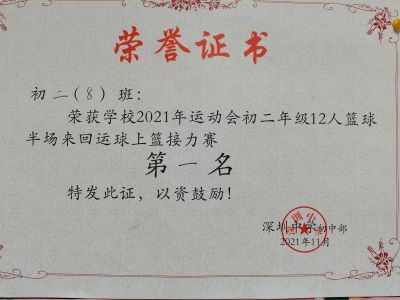 荣誉证书
初二（8）班：
荣获学校2021年运动会初二年级12人篮球
半场来回运球上篮接力赛
第一名
特发此证，以资鼓励！
深圳中学初中部
2021年11月